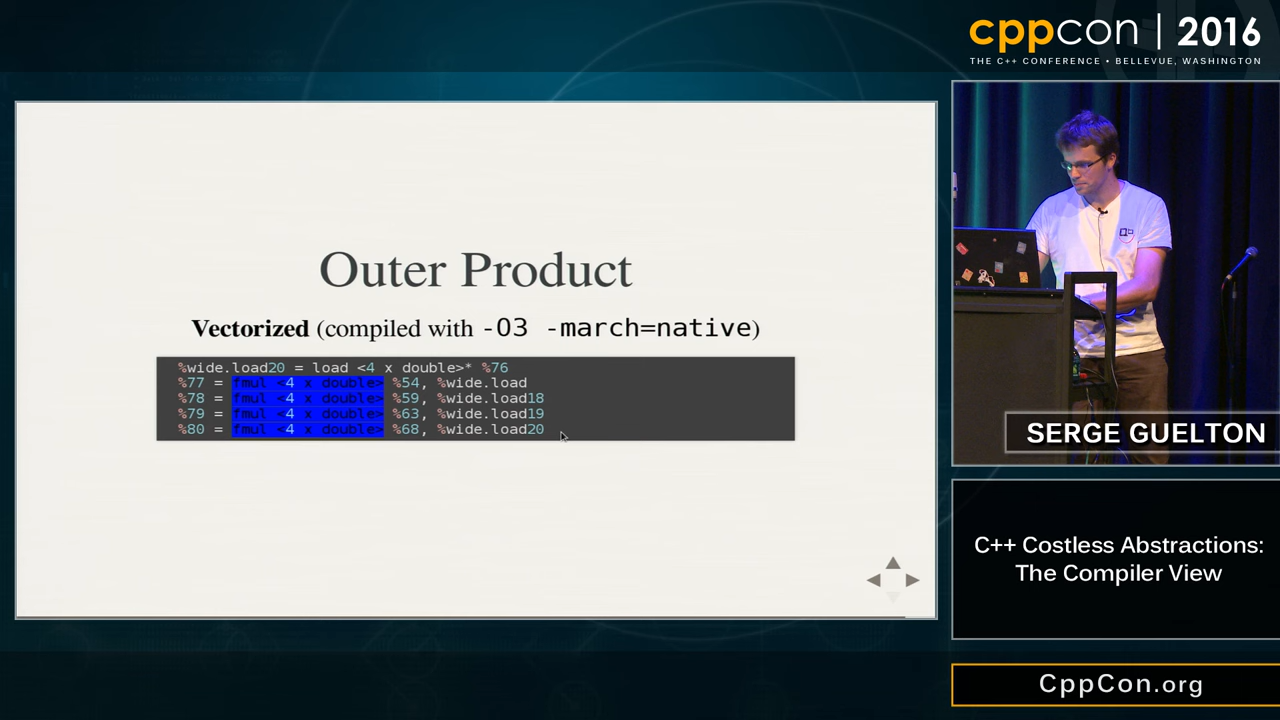 cppcon | 2016
THE C++ CONFERENCE • BELLEVUE, WASHINGTON
Outer Product
Vectorized (compiled with -O3 -march=native)
%wide.load20 = load <4 x double>* %76
%77 = fmul <4 x double> %54, %wide.load
%78 = fmul <4 x double> %59, %wide.load18
%79 = fmul <4 x double> %63, %wide.load19
%80 = fmul <4 x double> %68, %wide.load20
SERGE GUELTON
C++ Costless Abstractions:
The Compiler View
CppCon.org